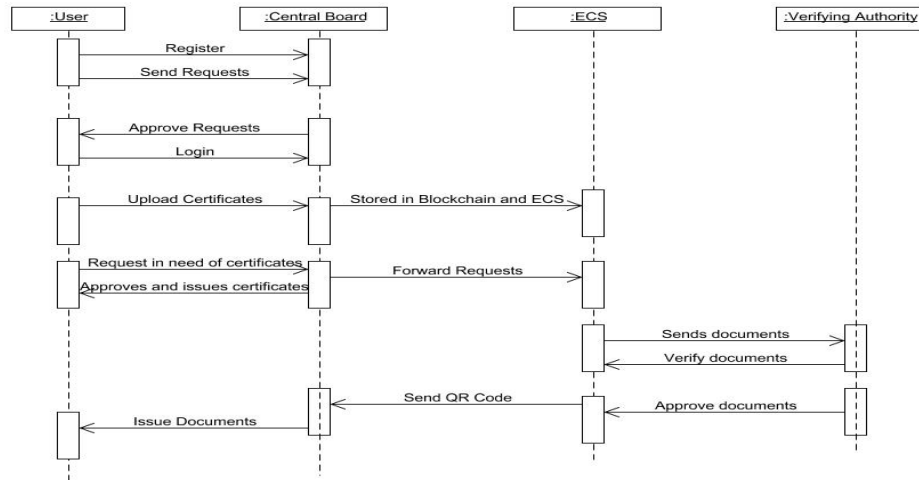 :User
:Central Board
:ECS
:Verifying Authority
Register
Send Requests
Approve Requests
Login
Upload Certificates
Stored in Blockchain and ECS
Request in need of certificates
Forward Requests
Approves and issues certificates
Sends documents
Verify documents
Send QR Code
Approve documents
Issue Documents